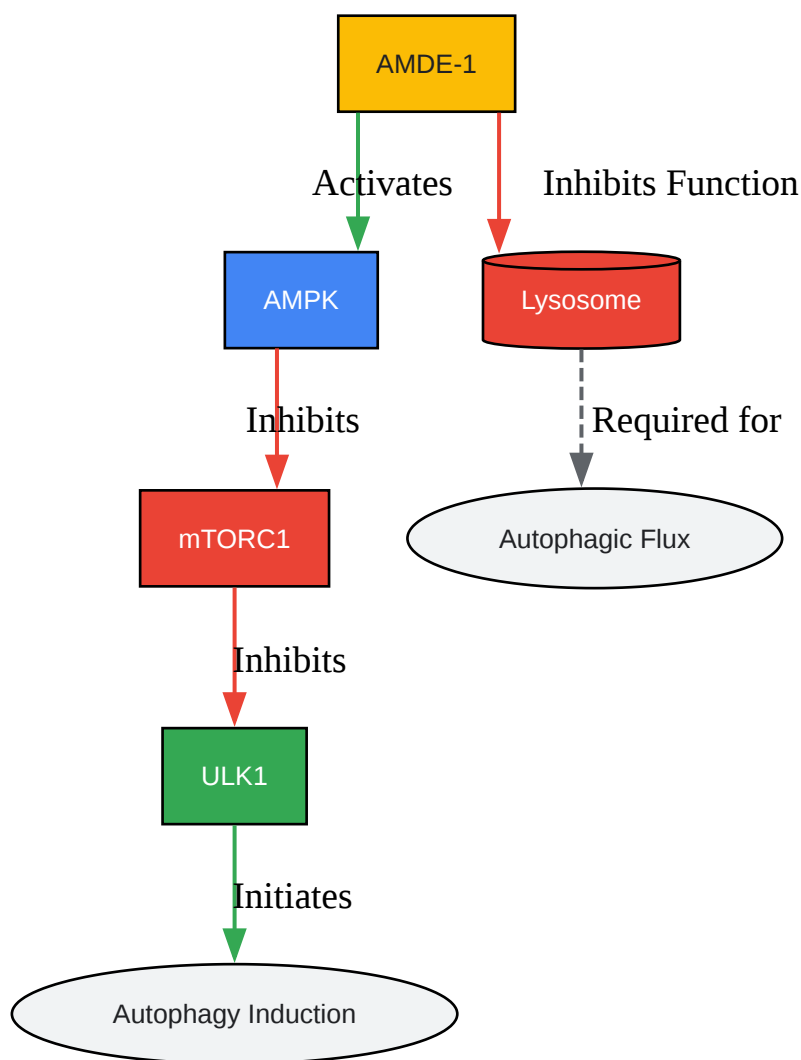 AMDE-1
Activates
Inhibits Function
AMPK
Lysosome
Inhibits
Required for
mTORC1
Autophagic Flux
Inhibits
ULK1
Initiates
Autophagy Induction